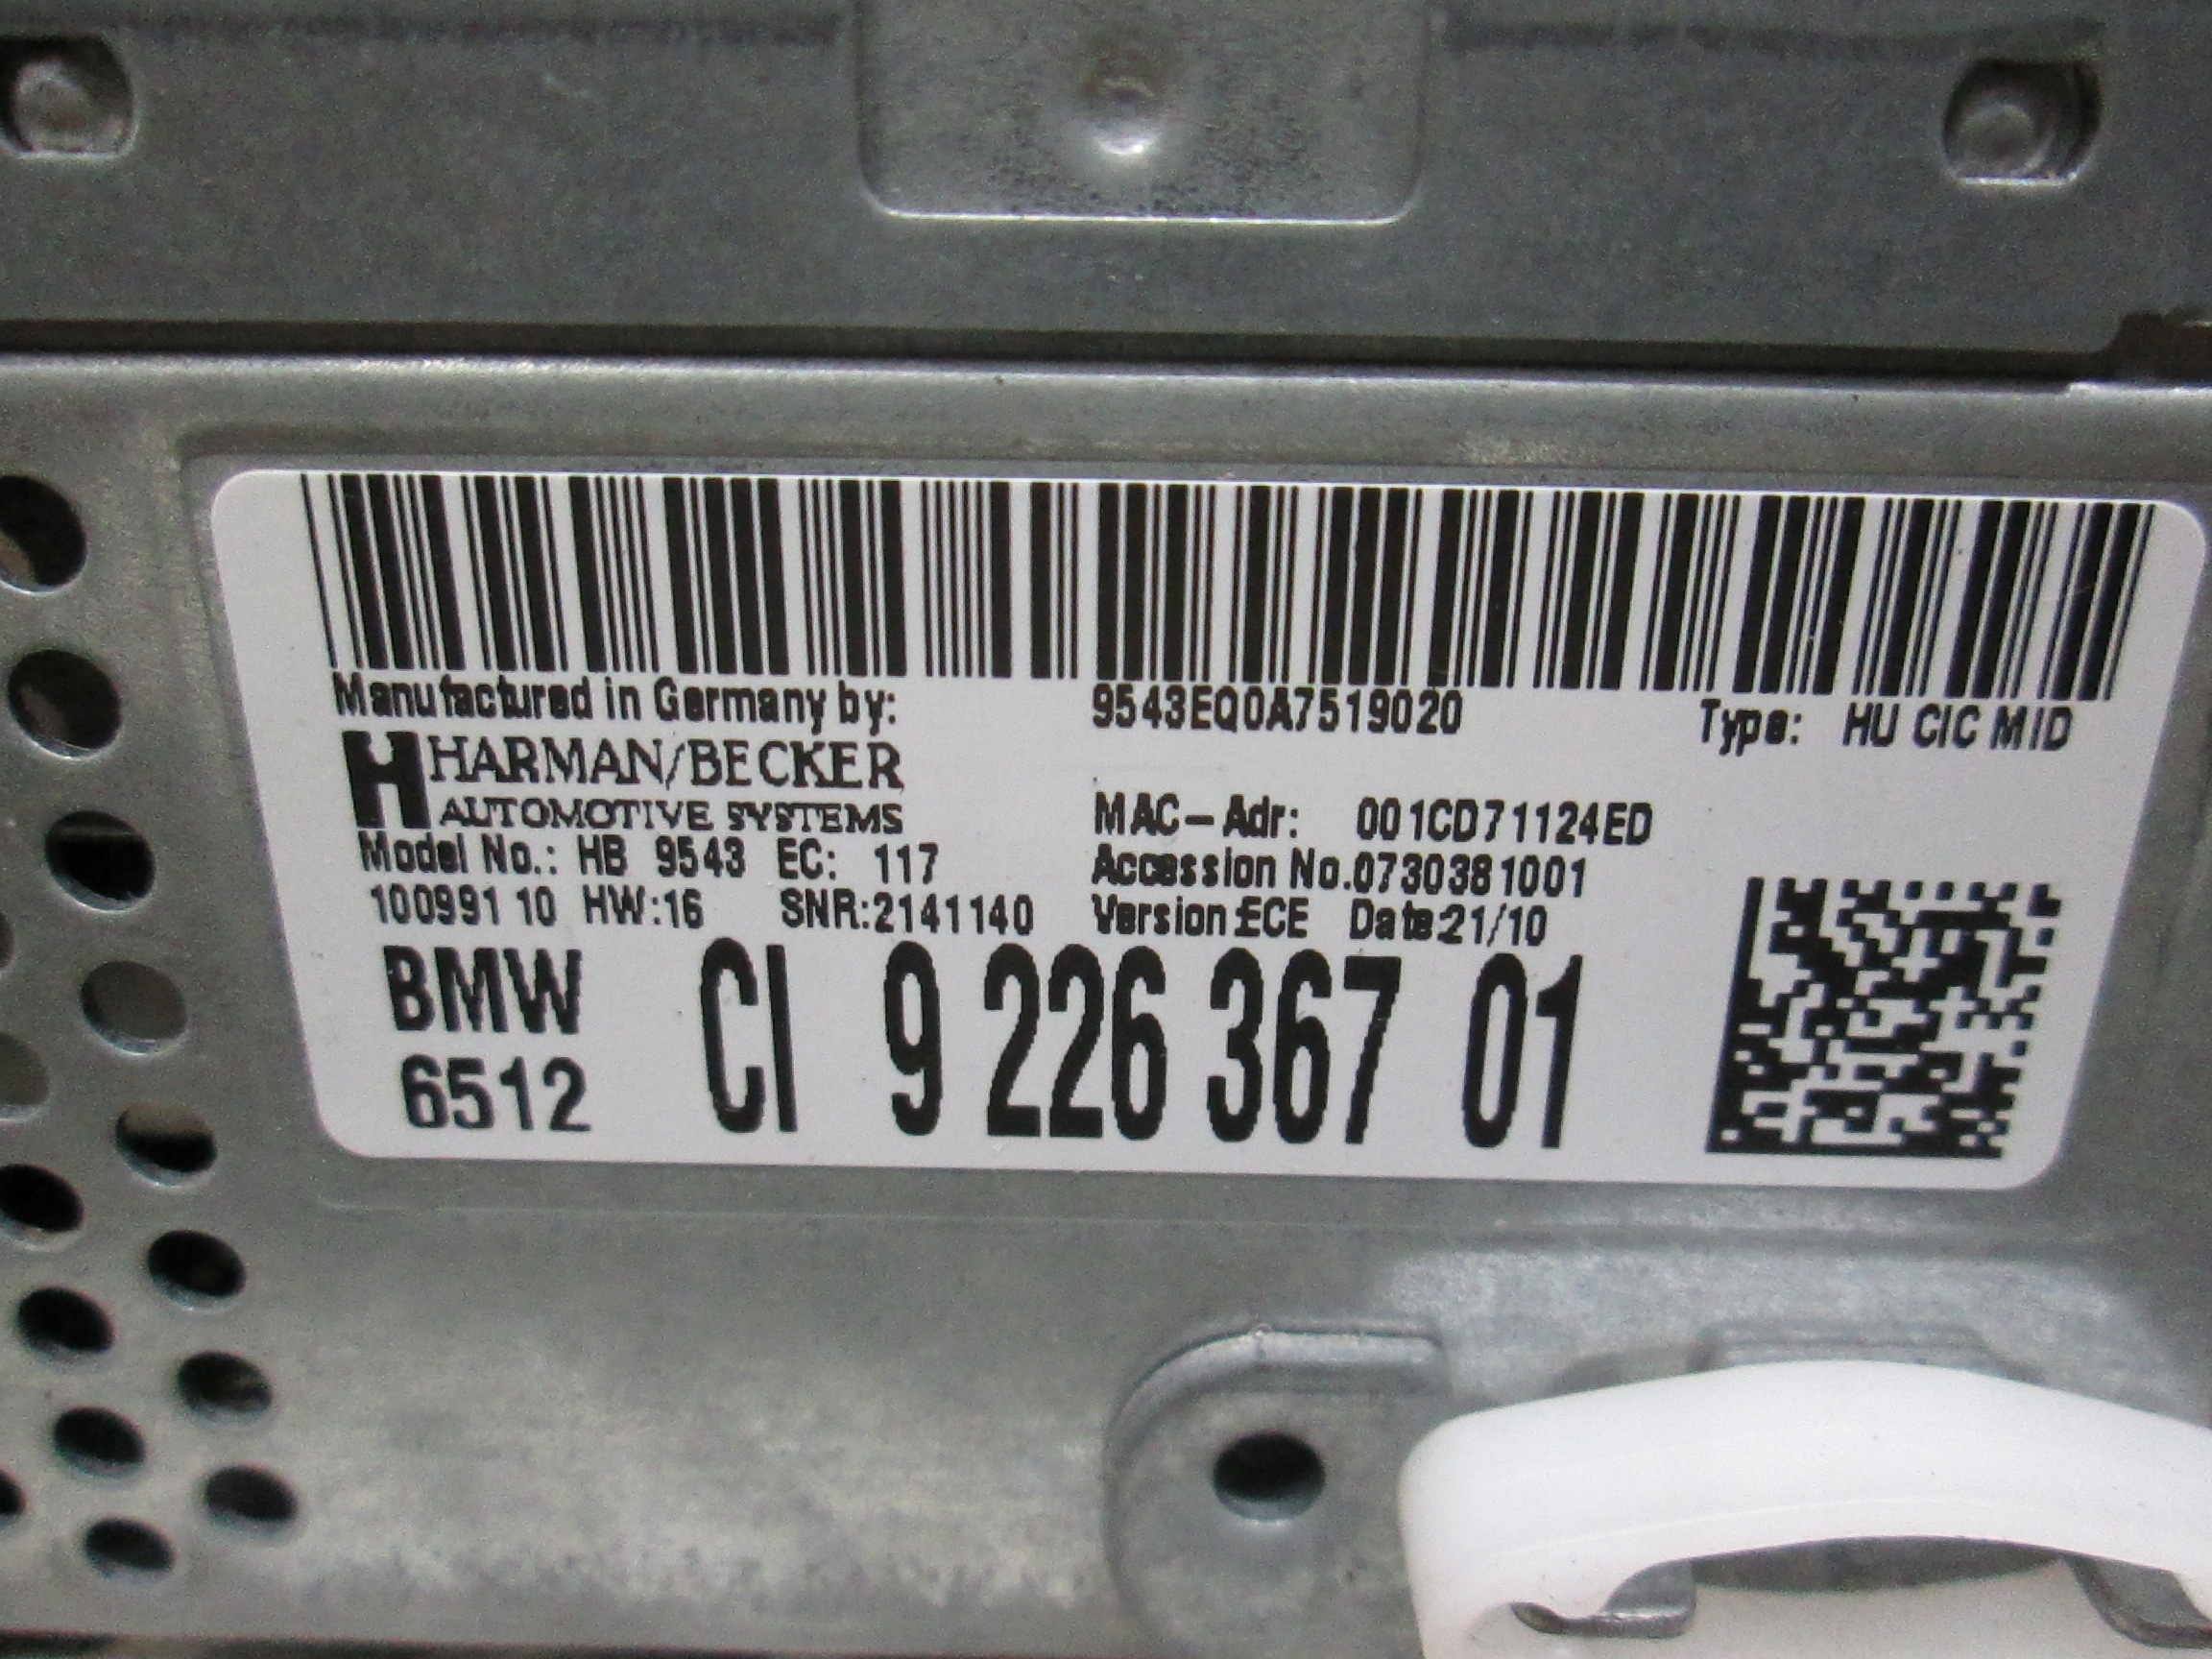 Manufactured in Germany by:
HARMAN/BECKER
AUTOMOTIVE SYSTEMS
Model No.: HB 9543 EC: 117
10099110 HW:16 SNR:2141140
9543EQ0A7519020
Type: HU CIC MID
MAC-Adr: 001CD71124ED
Accession No.0730381001
Version:ECE Date:21/10
BMW
6512
CI 9 226 367 01